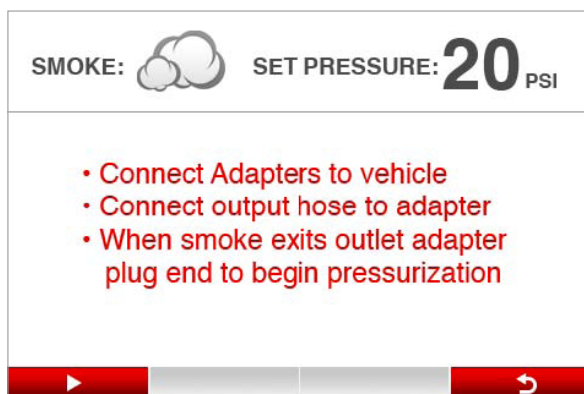 SMOKE: SET PRESSURE: 20 PSI
• Connect Adapters to vehicle
• Connect output hose to adapter
• When smoke exits outlet adapter
plug end to begin pressurization